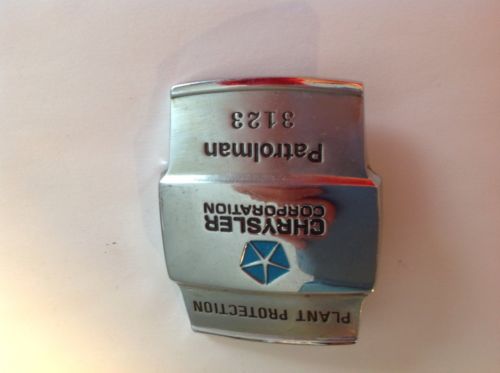 PLANT PROTECTION
CHRYSLER
CORPORATION
Patrolman
3123